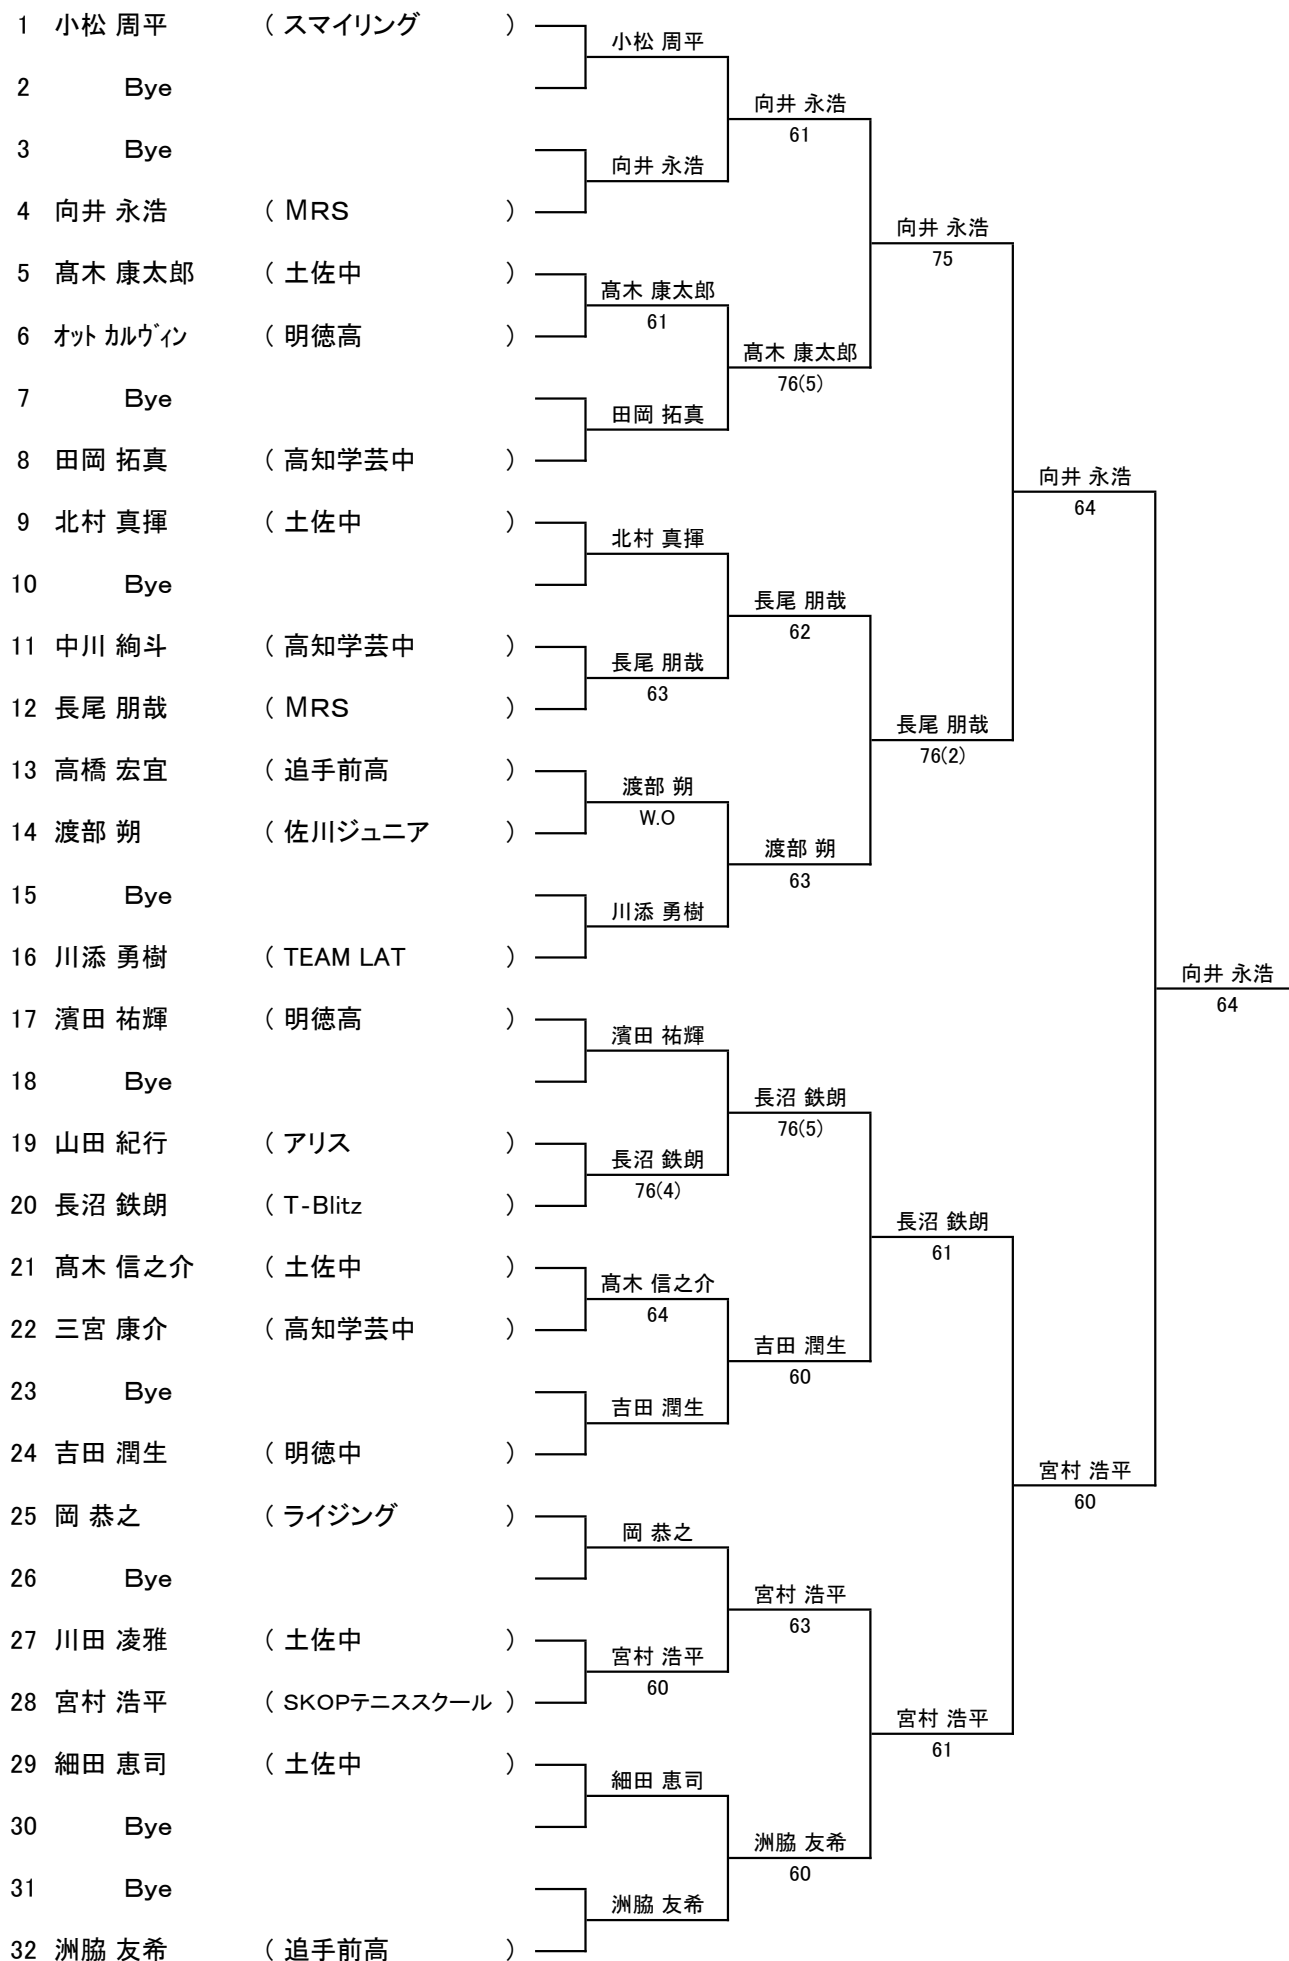 1 小松 周平 ( スマイリング )
小松 周平
2 Bye
向井 永浩
61
3 Bye
向井 永浩
4 向井 永浩 ( MRS )
向井 永浩
75
5 髙木 康太郎 ( 土佐中 )
髙木 康太郎
61
6 オット カルヴィン ( 明徳高 )
髙木 康太郎
76(5)
7 Bye
田岡 拓真
8 田岡 拓真 ( 高知学芸中 )
向井 永浩
64
9 北村 真揮 ( 土佐中 )
北村 真揮
10 Bye
長尾 朋哉
62
11 中川 絢斗 ( 高知学芸中 )
長尾 朋哉
63
12 長尾 朋哉 ( MRS )
長尾 朋哉
76(2)
13 高橋 宏宜 ( 追手前高 )
渡部 朔
W.O
14 渡部 朔 ( 佐川ジュニア )
渡部 朔
63
15 Bye
川添 勇樹
16 川添 勇樹 ( TEAM LAT )
向井 永浩
64
17 濱田 祐輝 ( 明徳高 )
濱田 祐輝
18 Bye
長沼 鉄朗
76(5)
19 山田 紀行 ( アリス )
長沼 鉄朗
76(4)
20 長沼 鉄朗 ( T-Blitz )
長沼 鉄朗
61
21 髙木 信之介 ( 土佐中 )
髙木 信之介
64
22 三宮 康介 ( 高知学芸中 )
吉田 潤生
60
23 Bye
吉田 潤生
24 吉田 潤生 ( 明徳中 )
宮村 浩平
60
25 岡 恭之 ( ライジング )
岡 恭之
26 Bye
宮村 浩平
63
27 川田 凌雅 ( 土佐中 )
宮村 浩平
60
28 宮村 浩平 ( SKOPテニススクール )
宮村 浩平
61
29 細田 恵司 ( 土佐中 )
細田 恵司
30 Bye
洲脇 友希
60
31 Bye
洲脇 友希
32 洲脇 友希 ( 追手前高 )